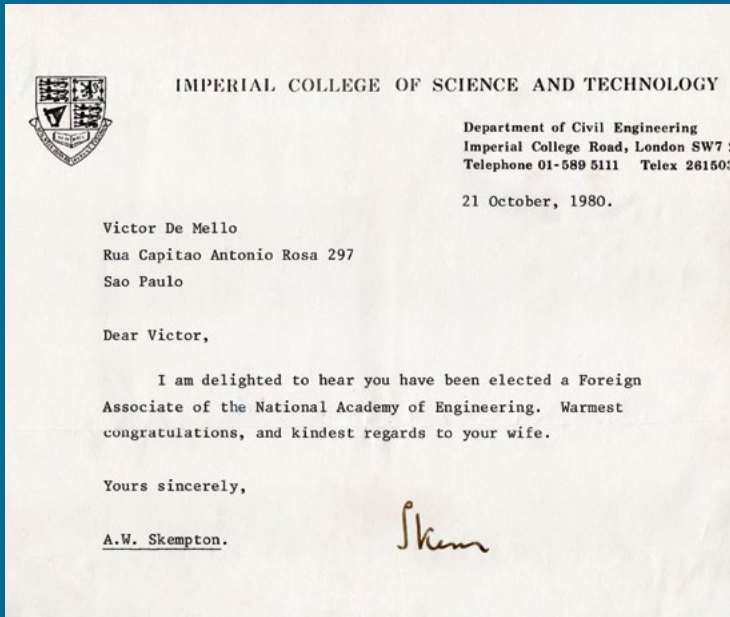 IMPERIAL COLLEGE OF SCIENCE AND TECHNOLOGY
Department of Civil Engineering
Imperial College Road, London SW7
Telephone 01-589 5111 Telex 261503
21 October, 1980.
Victor De Mello
Rua Capitao Antonio Rosa 297
Sao Paulo
Dear Victor,
I am delighted to hear you have been elected a Foreign
Associate of the National Academy of Engineering. Warmest
congratulations, and kindest regards to your wife.
Yours sincerely,
A.W. Skempton.
Skem